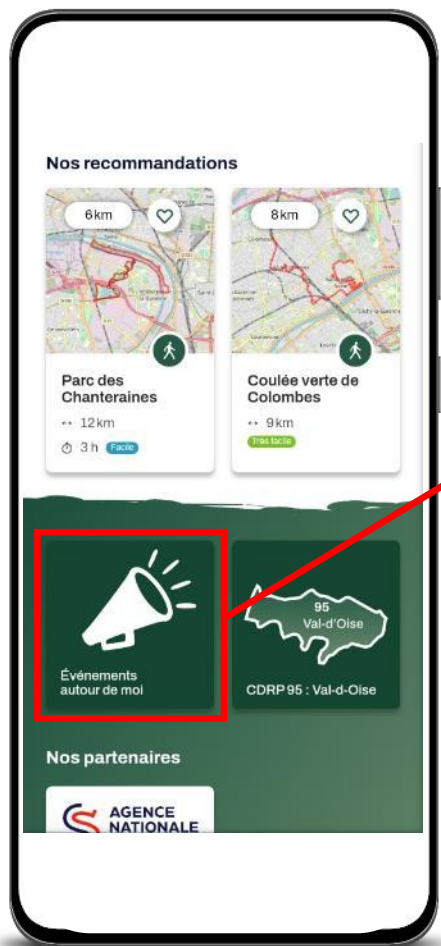 Nos recommandations
6km
8km
Parc des
Chanteraines
12km
3 h Facile
Coulée verte de
Colombes
9km
Très facile
Événements
autour de moi
95
Val-d'Oise
CDRP 95 : Val-d-Oise
Nos partenaires
AGENCE
NATIONALE